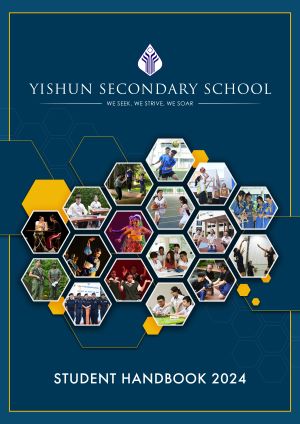 YISHUN SECONDARY SCHOOL
WE SEEK. WE STRIVE. WE SOAR
STUDENT HANDBOOK 2024